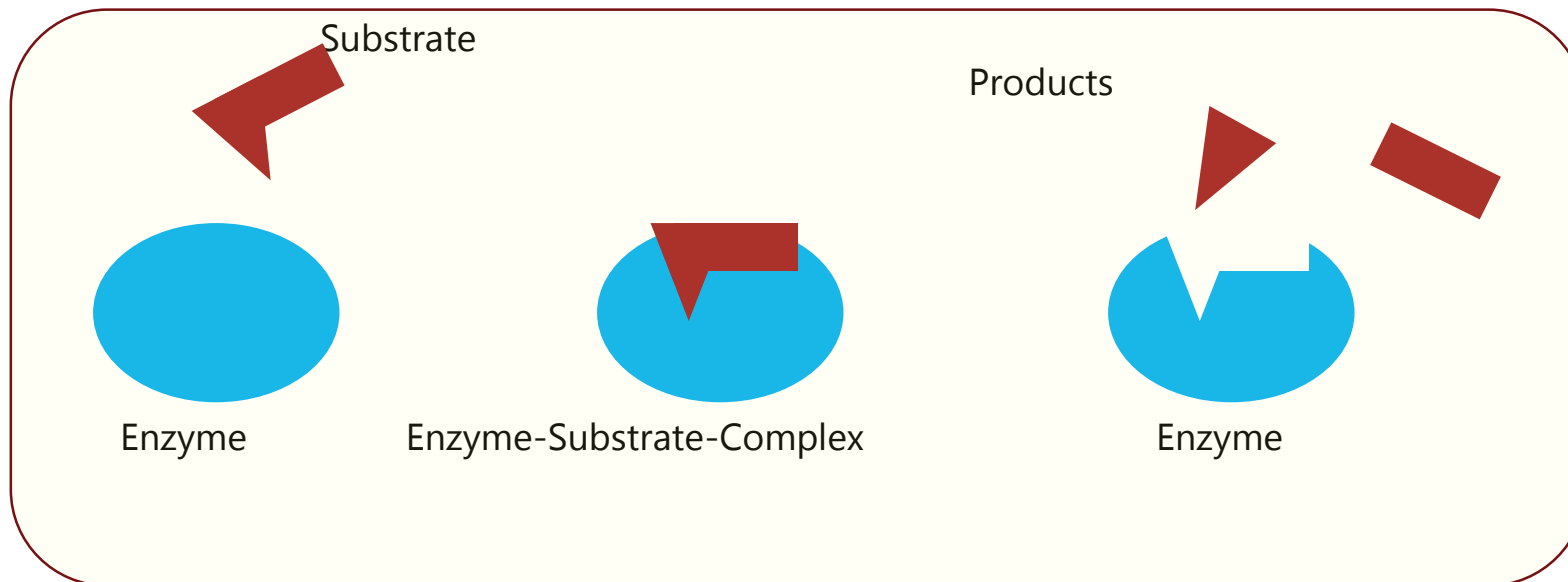 Substrate
Products
Enzyme
Enzyme-Substrate-Complex
Enzyme